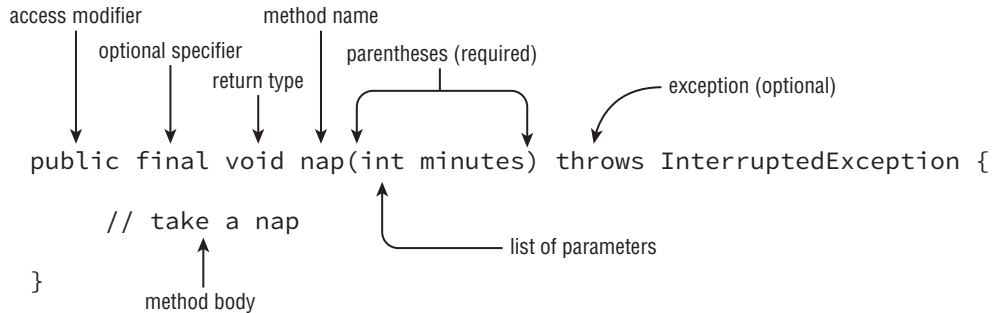 access modifier
method name
optional specifier
parentheses (required)
return type
exception (optional)
public final void nap(int minutes) throws InterruptedException {
// take a nap
list of parameters
}
method body